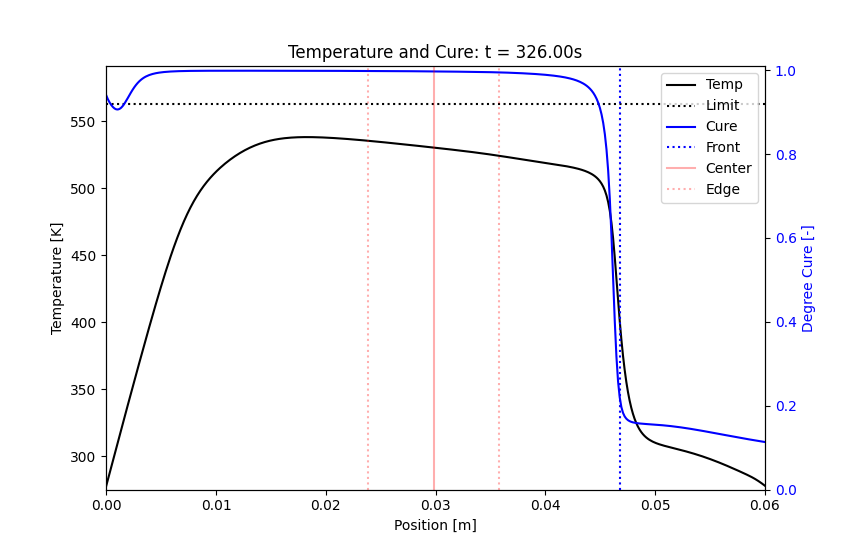 Temperature and Cure: t = 326.00s
Temp
Limit
Cure
Front
Center
Edge
550
500
450
400
350
300
Temperature [K]
1.0
0.8
0.6
0.4
0.2
0.0
Degree Cure [-]
0.00
0.01
0.02
0.03
0.04
0.05
0.06
Position [m]